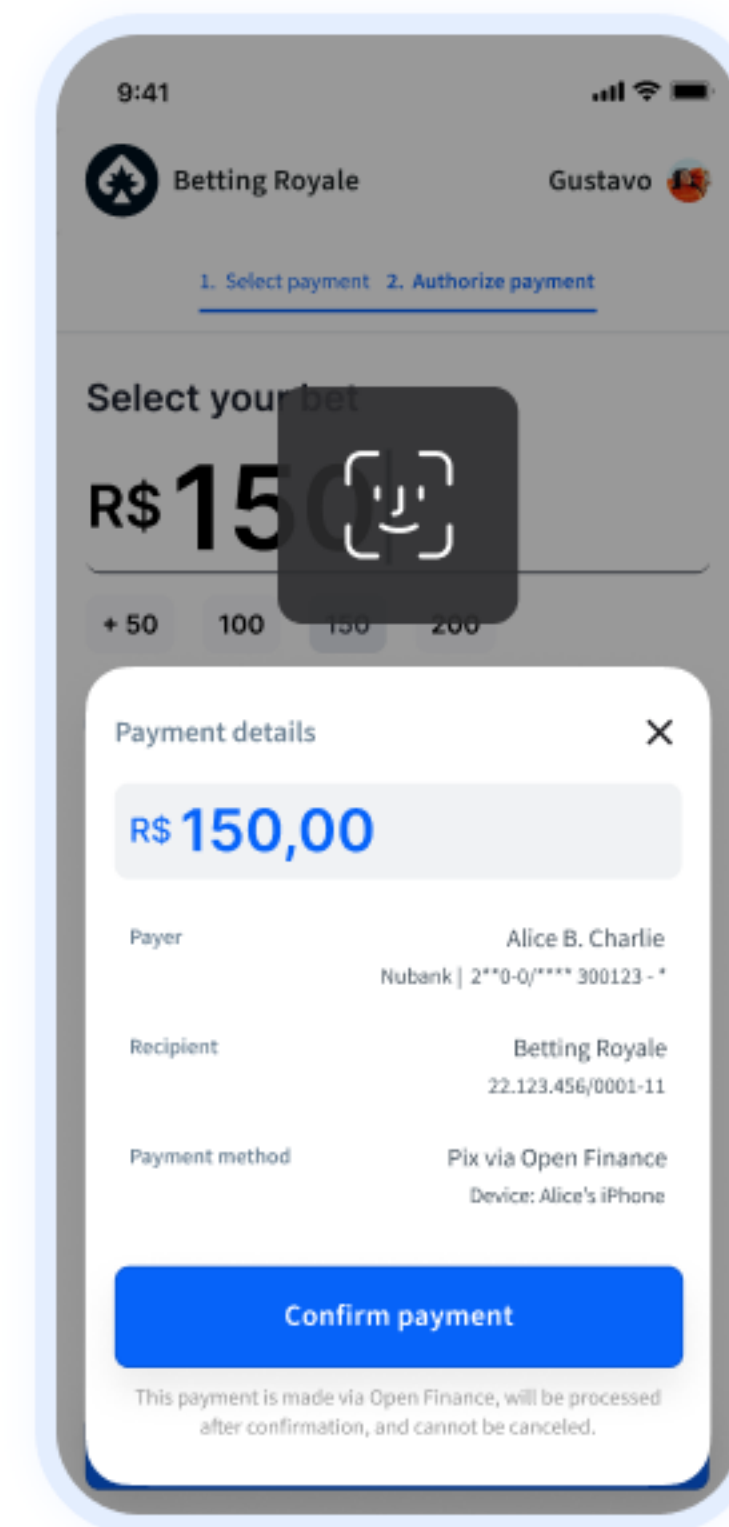 9:41
Betting Royale
Gustavo
1. Select payment 2. Authorize payment
Select your bet
R$ 150
+ 50 100 150 200
Payment details
R$ 150,00
Payer
Alice B. Charlie
Nubank | 2**0-0/**** 300123 - *
Recipient
Betting Royale
22.123.456/0001-11
Payment method
Pix via Open Finance
Device: Alice's iPhone
Confirm payment
This payment is made via Open Finance, will be processed
after confirmation, and cannot be canceled.